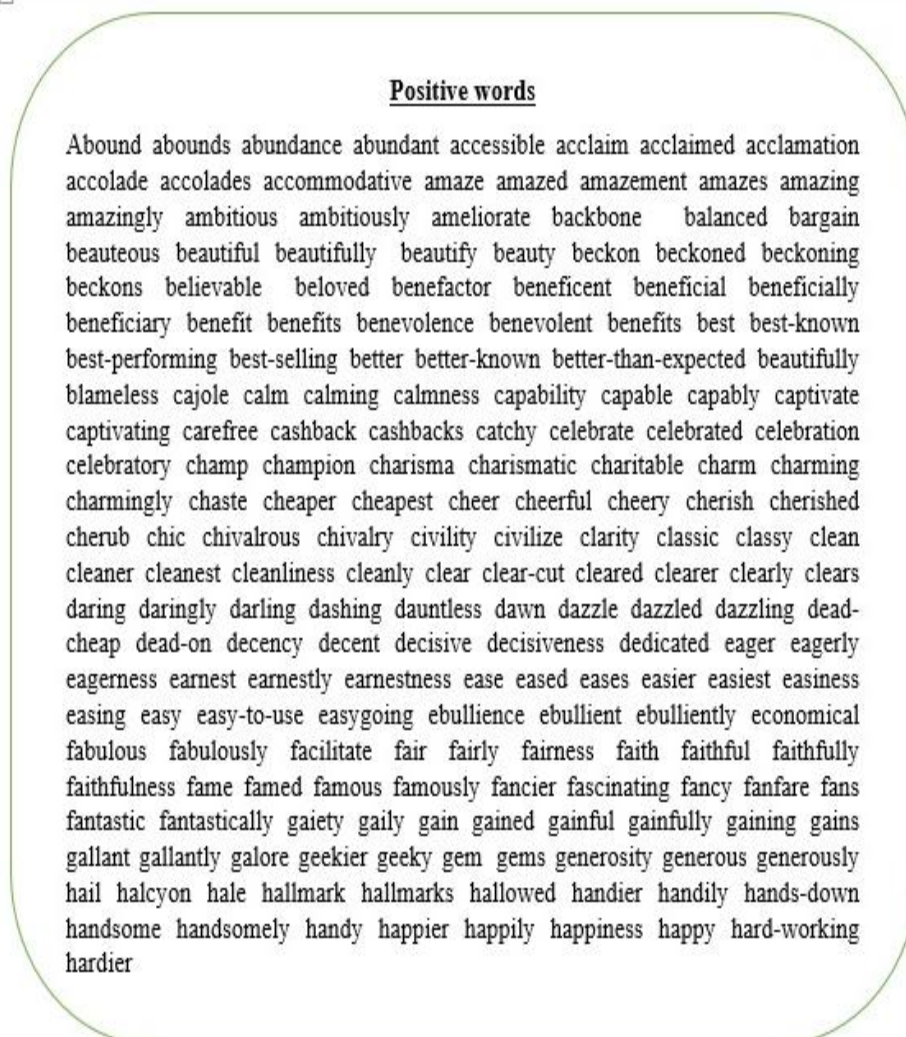 Positive words
Abound abounds abundance abundant accessible acclaim acclaimed acclamation
accolade accolades accommodative amaze amazed amazement amazes amazing
amazingly ambitious ambitiously ameliorate backbone balanced bargain
beauteous beautiful beautifully beautify beauty beckon beckoned beckoning
beckons believable beloved benefactor beneficent beneficial beneficially
beneficiary benefit benefits benevolence benevolent benefits best best-known
best-performing best-selling better better-known better-than-expected beautifully
blameless cajole calm calming calmness capability capable capably captivate
captivating carefree cashback cashbacks catchy celebrate celebrated celebration
celebratory champ champion charisma charismatic charitable charm charming
charmingly chaste cheaper cheapest cheer cheerful cheery cherish cherished
cherub chic chivalrous chivalry civility civilize clarity classic classy clean
cleaner cleanest cleanliness cleanly clear clear-cut cleared clearer clearly clears
daring daringly darling dashing dauntless dawn dazzle dazzled dazzling dead-
cheap dead-on decency decent decisive decisiveness dedicated eager eagerly
eagerness earnest earnestly earnestness ease eased eases easier easiest easiness
easing easy easy-to-use easygoing ebullience ebullient ebulliently economical
fabulous fabulously facilitate fair fairly fairness faith faithful faithfully
faithfulness fame famed famous famously fancier fascinating fancy fanfare fans
fantastic fantastically gaiety gaily gain gained gainful gainfully gaining gains
gallant gallantly galore geekier geeky gem gems generosity generous generously
hail halcyon hale hallmark hallmarks hallowed handier handily hands-down
handsome handsomely handy happier happily happiness happy hard-working
hardier